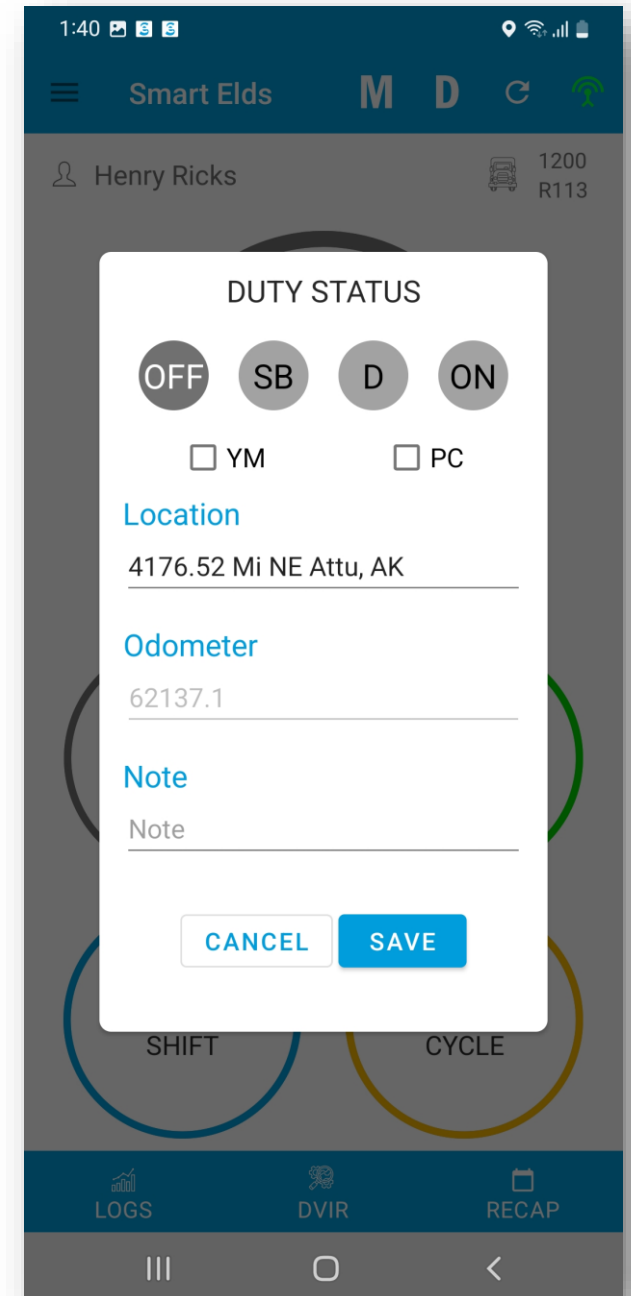 1:40
Smart Elds M D
Henry Ricks
1200
R113
DUTY STATUS
OFF SB D ON
YM PC
Location
4176.52 Mi NE Attu, AK
Odometer
62137.1
Note
Note
CANCEL SAVE
SHIFT CYCLE
LOGS DVIR RECAP